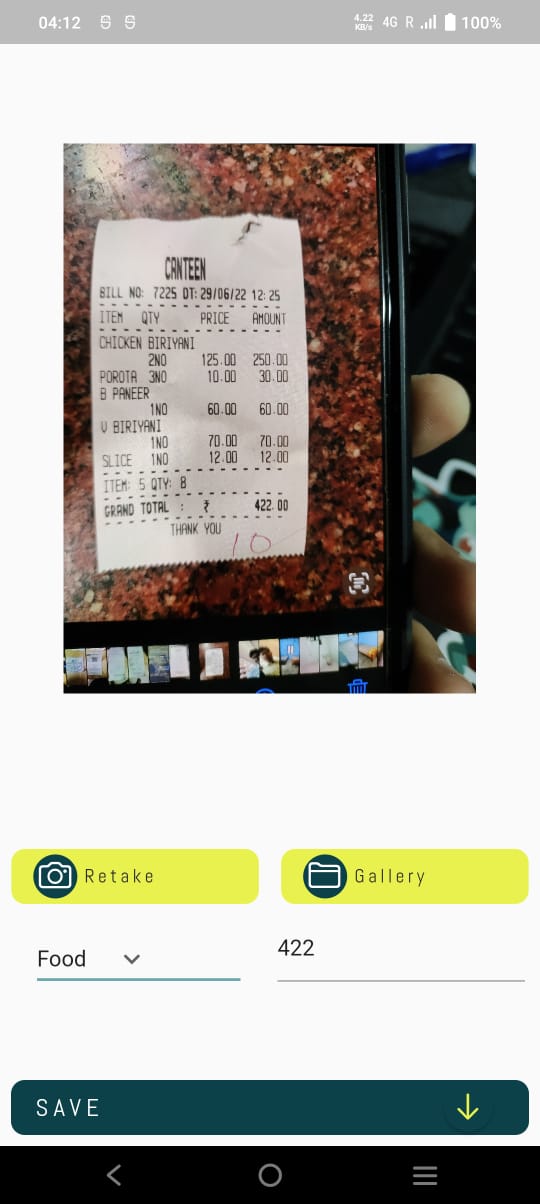 04:12
4.22
KB/s
4G R 100%
CANTEEN
BILL NO: 7225 DT: 29/06/22 12:25
ITEM QTY PRICE AMOUNT
CHICKEN BIRIYANI
2NO 125.00 250.00
POROTA 3NO 10.00 30.00
B PANEER
1NO 60.00 60.00
V BIRIYANI
1NO 70.00 70.00
SLICE 1NO 12.00 12.00
ITEM: 5 QTY: 8
GRAND TOTAL : ₹ 422.00
THANK YOU
10
Retake
Gallery
Food
422
SAVE